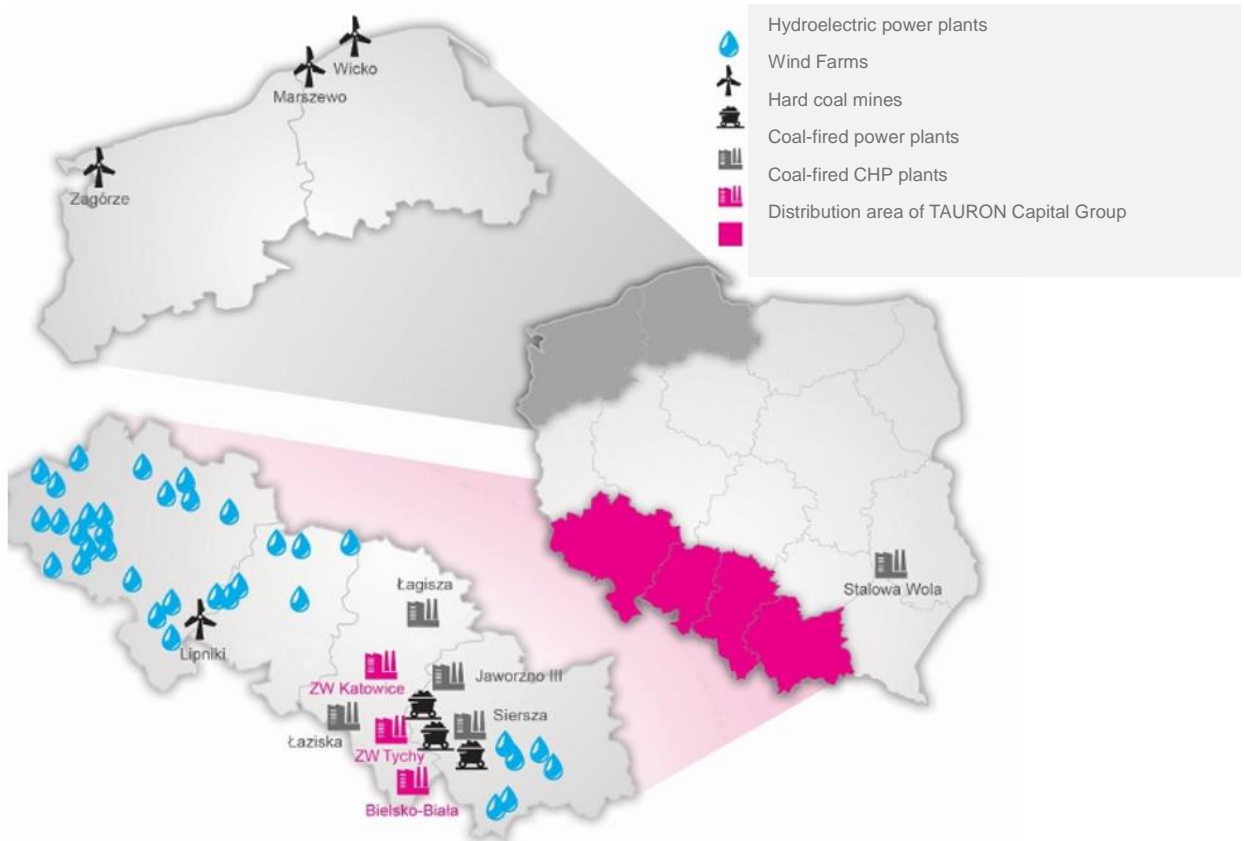 Hydroelectric power plants
Wind Farms
Hard coal mines
Coal-fired power plants
Coal-fired CHP plants
Distribution area of TAURON Capital Group
Wicko
Marszewo
Zagórze
Stalowa Wola
Łagisza
Lipniki
ZW Katowice
Jaworzno III
Siersza
Łaziska
ZW Tychy
Bielsko-Biała